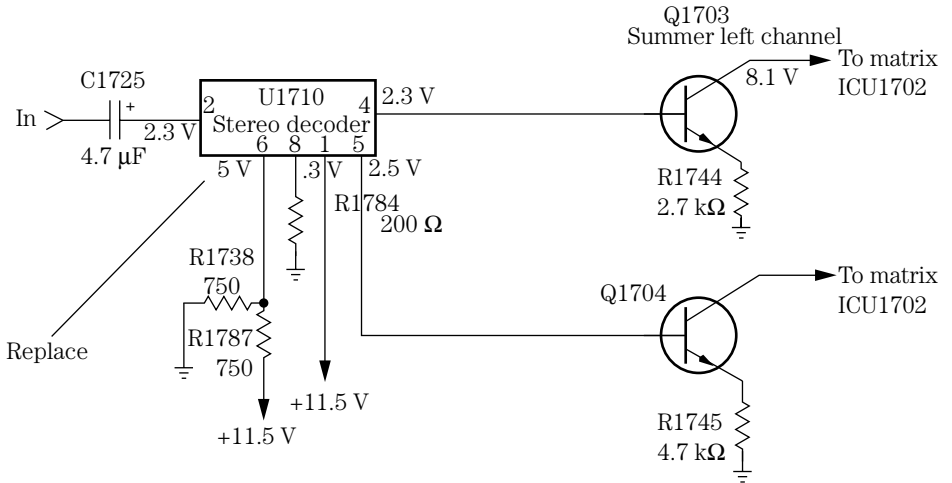 Q1703
Summer left channel
To matrix
ICU1702
8.1 V
C1725
+
In
4.7 µF
2.3 V
2
U1710
4
Stereo decoder
6 8 1 5
2.3 V
5 V
.3 V
2.5 V
R1784
200 Ω
R1744
2.7 kΩ
R1738
750
R1787
750
Replace
+11.5 V
+11.5 V
Q1704
To matrix
ICU1702
R1745
4.7 kΩ